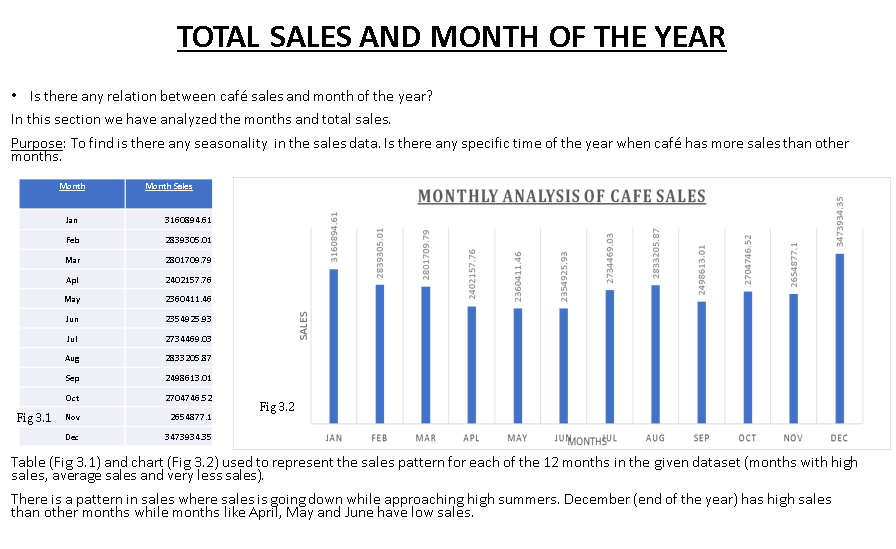 TOTAL SALES AND MONTH OF THE YEAR
• Is there any relation between café sales and month of the year?
In this section we have analyzed the months and total sales.
Purpose: To find is there any seasonality in the sales data. Is there any specific time of the year when café has more sales than other
months.
Month Month Sales
Jan 3160894.61
Feb 2839305.01
Mar 2801709.79
Apl 2402157.76
May 2360411.46
Jun 2354925.93
Jul 2734469.03
Aug 2833205.87
Sep 2498613.01
Oct 2704746.52
Nov 2654877.1
Dec 3473934.35
Fig 3.1
MONTHLY ANALYSIS OF CAFE SALES
SALES
3160894.61
2839305.01
2801709.79
2402157.76
2360411.46
2354925.93
2734469.03
2833205.87
2498613.01
2704746.52
2654877.1
3473934.35
Fig 3.2
JAN FEB MAR APL MAY JUN JUL AUG SEP OCT NOV DEC
MONTHS
Table (Fig 3.1) and chart (Fig 3.2) used to represent the sales pattern for each of the 12 months in the given dataset (months with high
sales, average sales and very less sales).
There is a pattern in sales where sales is going down while approaching high summers. December (end of the year) has high sales
than other months while months like April, May and June have low sales.